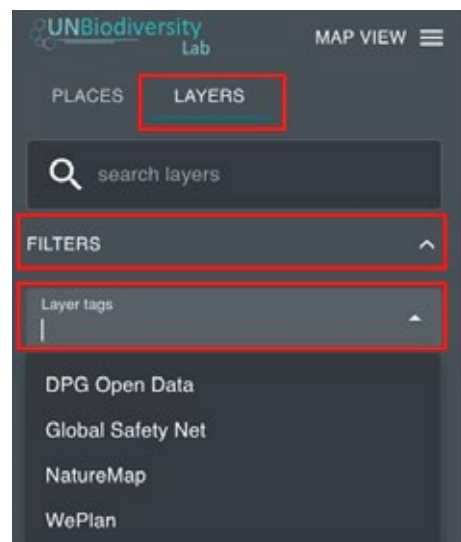 UNBiodiversity
Lab
MAP VIEW
PLACES LAYERS
search layers
FILTERS
Layer tags
DPG Open Data
Global Safety Net
NatureMap
WePlan